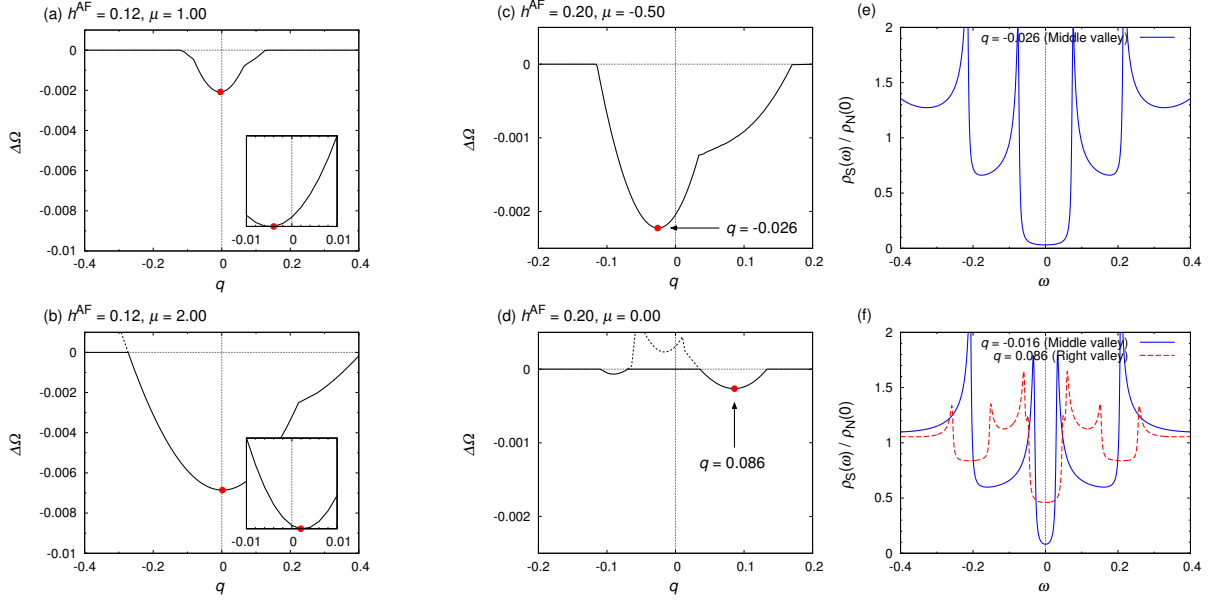 (a) h^AF = 0.12, μ = 1.00
0
-0.002
-0.004
-0.006
-0.008
-0.01
ΔΩ
-0.01
0
0.01
-0.4
-0.2
0
0.2
0.4
q
(b) h^AF = 0.12, μ = 2.00
0
-0.002
-0.004
-0.006
-0.008
-0.01
ΔΩ
-0.01
0
0.01
-0.4
-0.2
0
0.2
0.4
q
(c) h^AF = 0.20, μ = -0.50
0
-0.001
-0.002
ΔΩ
q = -0.026
-0.2
-0.1
0
0.1
0.2
q
(d) h^AF = 0.20, μ = 0.00
0
-0.001
-0.002
ΔΩ
q = 0.086
-0.2
-0.1
0
0.1
0.2
q
(e)
q = -0.026 (Middle valley)
2
1.5
1
0.5
0
ρ_S(ω) / ρ_N(0)
-0.4
-0.2
0
0.2
0.4
ω
(f)
q = -0.016 (Middle valley)
q = 0.086 (Right valley)
2
1.5
1
0.5
0
ρ_S(ω) / ρ_N(0)
-0.4
-0.2
0
0.2
0.4
ω